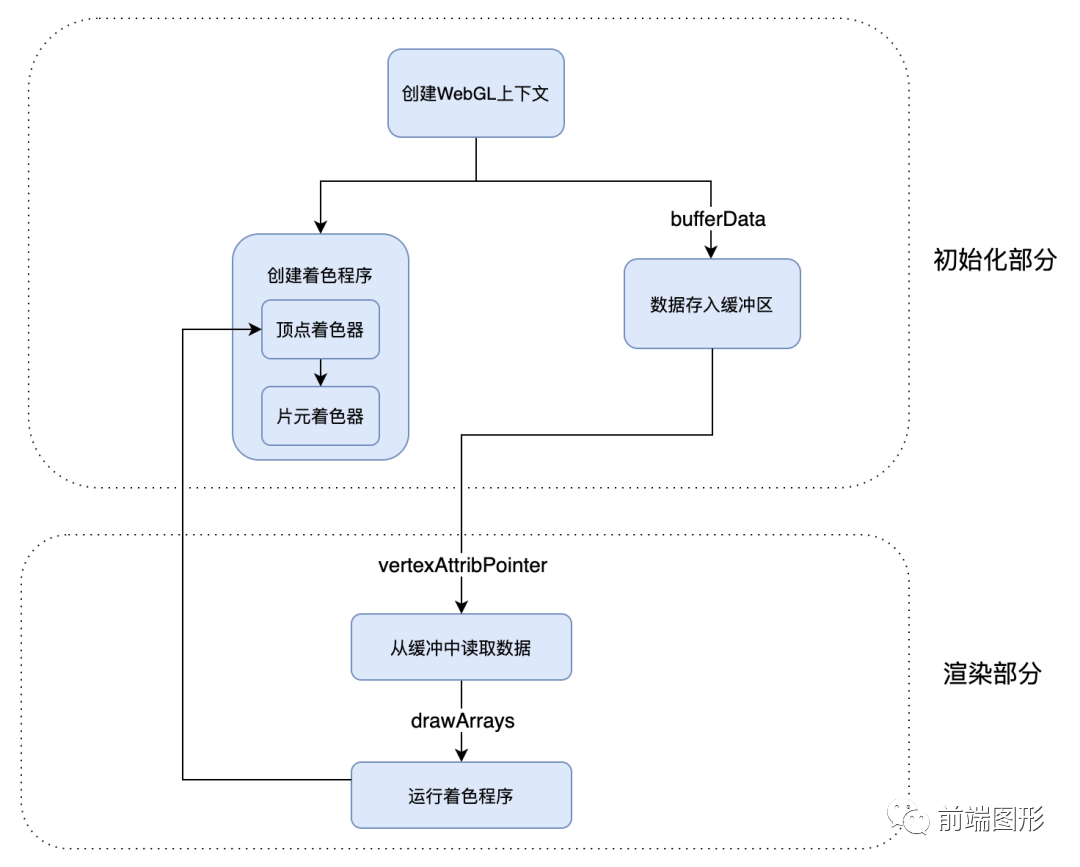 创建WebGL上下文
bufferData
初始化部分
创建着色程序
数据存入缓冲区
顶点着色器
片元着色器
vertexAttribPointer
从缓冲中读取数据
渲染部分
drawArrays
运行着色程序
前端图形